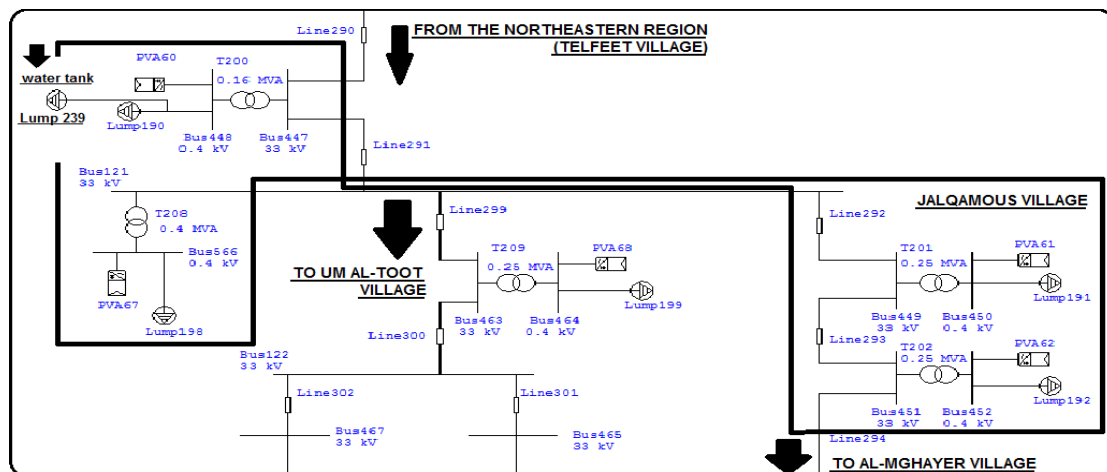 Line290
FROM THE NORTHEASTERN REGION
(TELFEET VILLAGE)
PVA60
T200
0.16 MVA
water tank
Lump 239
Lump190
Bus448
0.4 kV
Bus447
33 kV
Line291
Bus121
33 kV
T208
0.4 MVA
Bus566
0.4 kV
PVA67
Lump198
Line299
TO UM AL-TOOT
VILLAGE
T209
0.25 MVA
PVA68
Lump199
Bus463
33 kV
Bus464
0.4 kV
Line300
Bus122
33 kV
Line302
Line301
Bus467
33 kV
Bus465
33 kV
JALQAMOUS VILLAGE
Line292
T201
0.25 MVA
PVA61
Lump191
Bus449
33 kV
Bus450
0.4 kV
Line293
T202
0.25 MVA
PVA62
Lump192
Bus451
33 kV
Bus452
0.4 kV
Line294
TO AL-MGHAYER VILLAGE